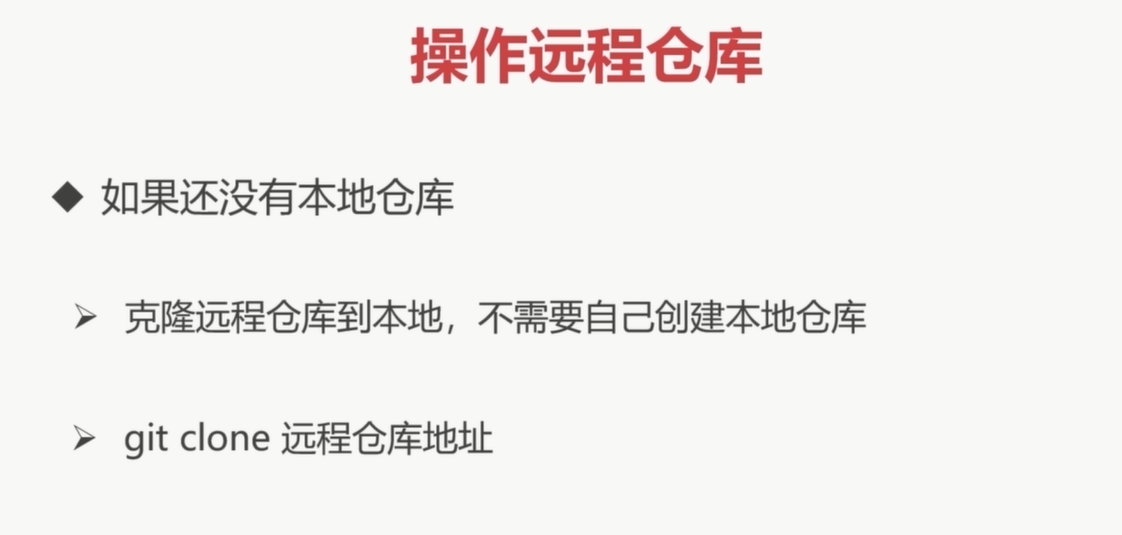 操作远程仓库
◆ 如果还没有本地仓库
➢ 克隆远程仓库到本地，不需要自己创建本地仓库
➢ git clone 远程仓库地址